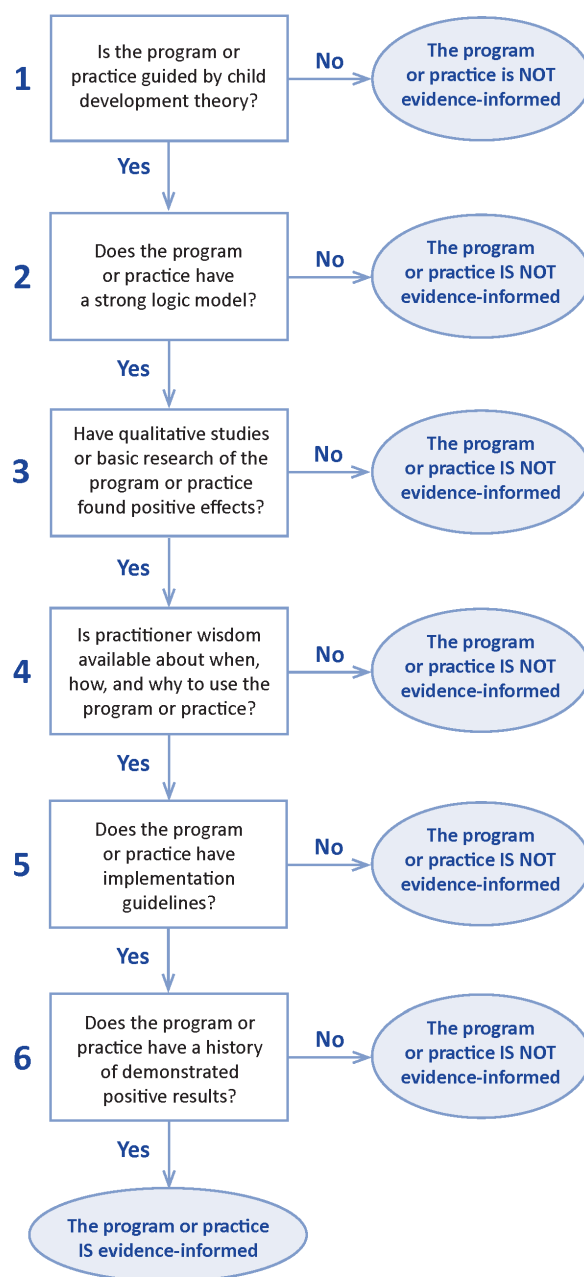 1
Is the program or
practice guided by child
development theory?
No
The program
or practice is NOT
evidence-informed
Yes
2
Does the program
or practice have
a strong logic model?
No
The program
or practice IS NOT
evidence-informed
Yes
3
Have qualitative studies
or basic research of the
program or practice
found positive effects?
No
The program
or practice IS NOT
evidence-informed
Yes
4
Is practitioner wisdom
available about when,
how, and why to use the
program or practice?
No
The program
or practice IS NOT
evidence-informed
Yes
5
Does the program
or practice have
implementation
guidelines?
No
The program
or practice IS NOT
evidence-informed
Yes
6
Does the program or
practice have a history
of demonstrated
positive results?
No
The program
or practice IS NOT
evidence-informed
Yes
The program or practice
IS evidence-informed